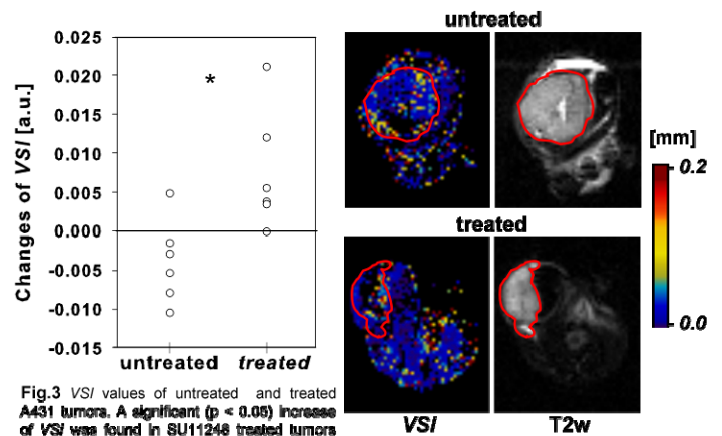 untreated
0.025
0.020
0.015
0.010
0.005
0.000
-0.005
-0.010
-0.015
Changes of VSI [a.u.]
*
untreated treated
[mm]
0.2
0.0
treated
VSI T2w
Fig.3 VSI values of untreated and treated
A431 tumors. A significant (p < 0.05) increase
of VSI was found in SU11248 treated tumors